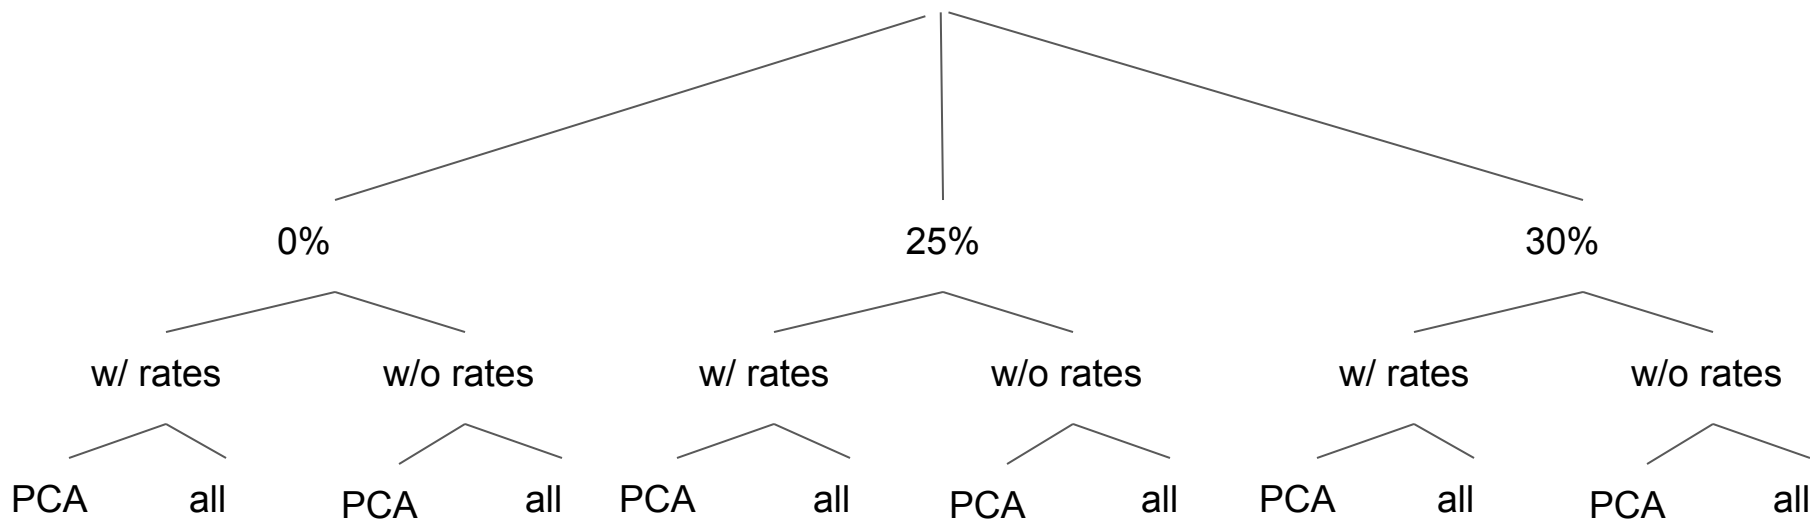 0% 25% 30%
w/ rates w/o rates w/ rates w/o rates w/ rates w/o rates
PCA all PCA all PCA all PCA all PCA all PCA all